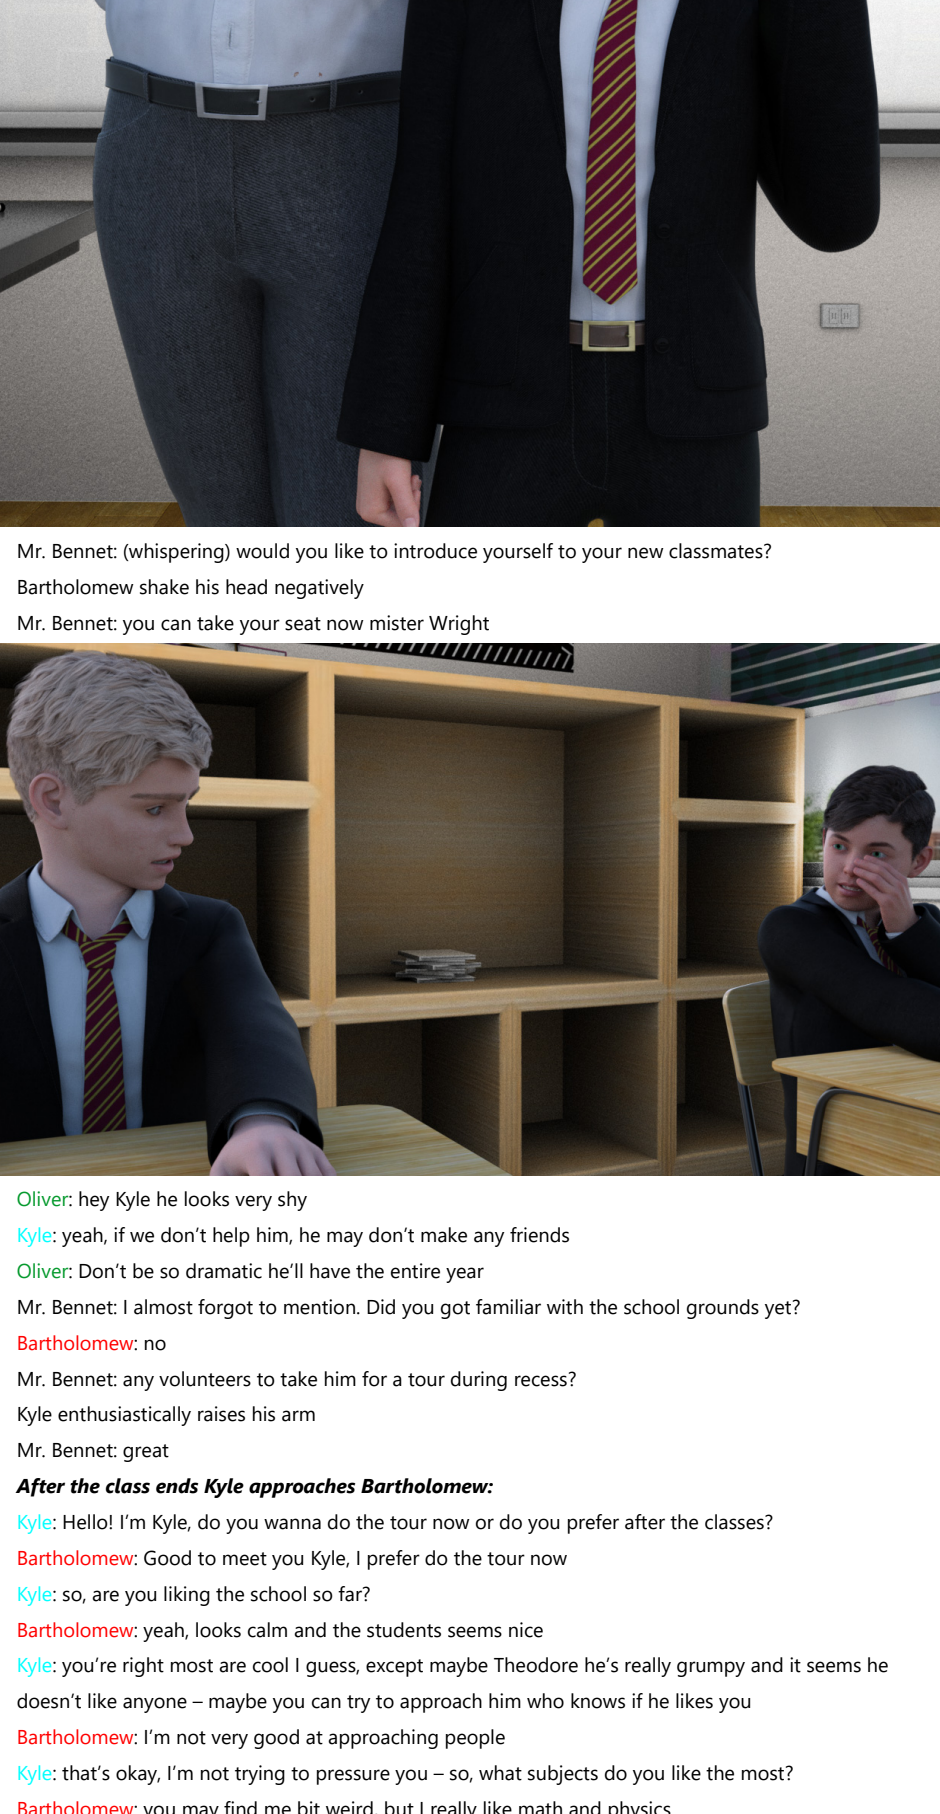 Mr. Bennet: (whispering) would you like to introduce yourself to your new classmates?
Bartholomew shake his head negatively
Mr. Bennet: you can take your seat now mister Wright
Oliver: hey Kyle he looks very shy
Kyle: yeah, if we don’t help him, he may don’t make any friends
Oliver: Don’t be so dramatic he’ll have the entire year
Mr. Bennet: I almost forgot to mention. Did you got familiar with the school grounds yet?
Bartholomew: no
Mr. Bennet: any volunteers to take him for a tour during recess?
Kyle enthusiastically raises his arm
Mr. Bennet: great
After the class ends Kyle approaches Bartholomew:
Kyle: Hello! I’m Kyle, do you wanna do the tour now or do you prefer after the classes?
Bartholomew: Good to meet you Kyle, I prefer do the tour now
Kyle: so, are you liking the school so far?
Bartholomew: yeah, looks calm and the students seems nice
Kyle: you’re right most are cool I guess, except maybe Theodore he’s really grumpy and it seems he
doesn’t like anyone – maybe you can try to approach him who knows if he likes you
Bartholomew: I’m not very good at approaching people
Kyle: that’s okay, I’m not trying to pressure you – so, what subjects do you like the most?
Bartholomew: you may find me bit weird, but I really like math and physics